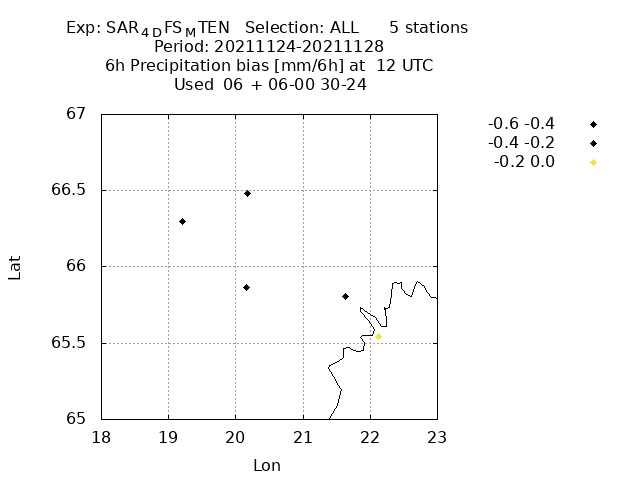 Exp: SAR4DFSMTEN Selection: ALL 5 stations
Period: 20211124-20211128
6h Precipitation bias [mm/6h] at 12 UTC
Used 06 + 06-00 30-24
-0.6 -0.4
-0.4 -0.2
-0.2 0.0
67
66.5
66
65.5
65
Lat
18 19 20 21 22 23
Lon